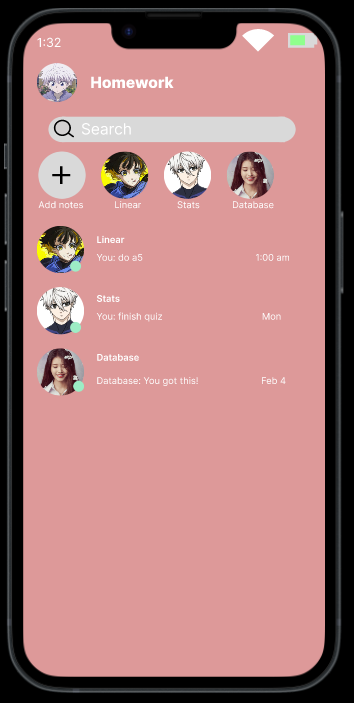 1:32
Homework
Search
Add notes
Linear
Stats
Database
Linear
You: do a5
1:00 am
Stats
You: finish quiz
Mon
Database
Database: You got this!
Feb 4